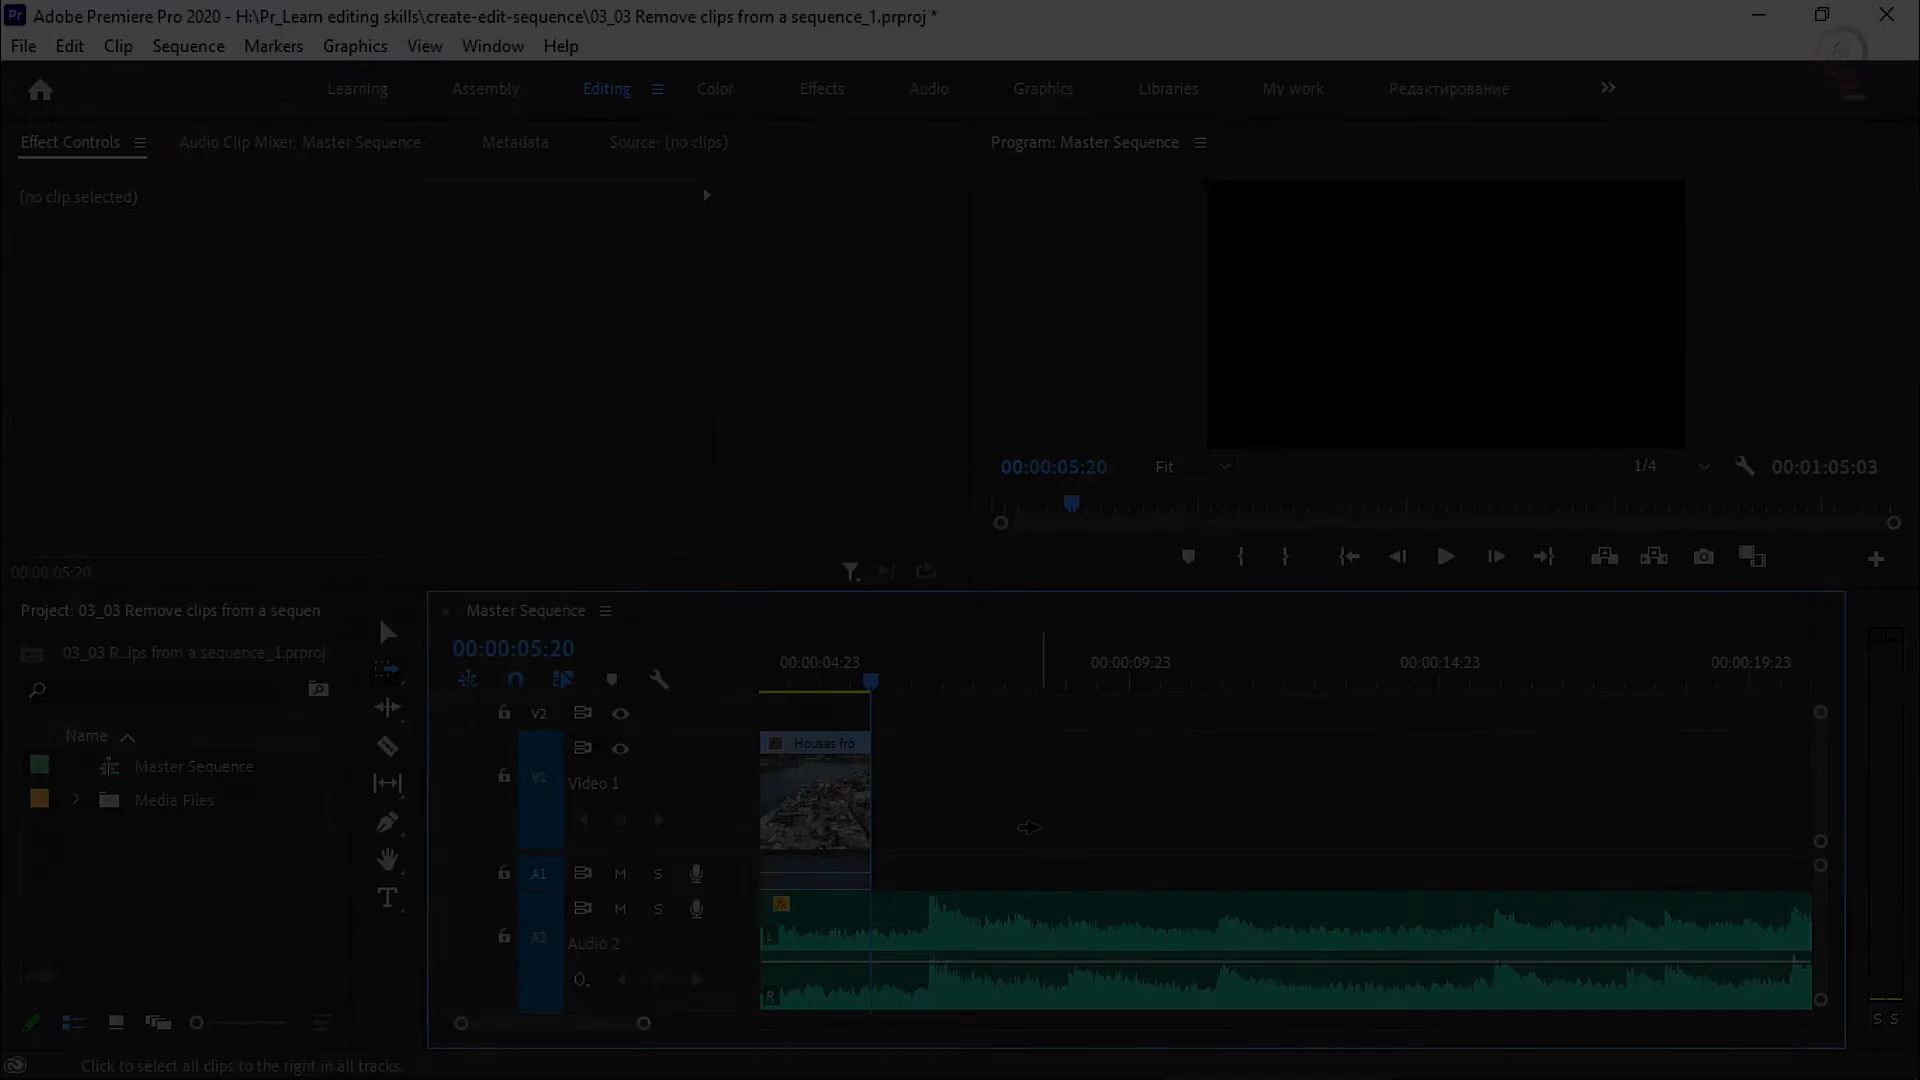 Adobe Premiere Pro 2020 - H:\Pr_Learn editing skills\create-edit-sequence\03_03 Remove clips from a sequence_1.prproj *
File Edit Clip Sequence Markers Graphics View Window Help
Learning Assembly Editing Color Effects Audio Graphics Libraries My work Редактирование
Effect Controls Audio Clip Mixer: Master Sequence Metadata Source: (no clips) Program: Master Sequence
(no clip selected)
00:00:05:20 Fit 1/4 00:01:05:03
00:00:05:20
Project: 03_03 Remove clips from a sequen
Master Sequence
03_03 R...ips from a sequence_1.prproj
00:00:05:20
00:00:04:23 00:00:09:23 00:00:14:23 00:00:19:23
V2
Name
Houses fro
Master Sequence
V1 Video 1
Media Files
A1 M S
fx
M S
L
A2 Audio 2
R
S S
Click to select all clips to the right in all tracks.